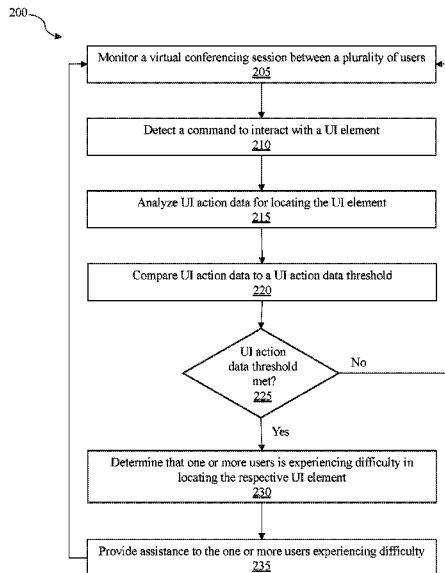 200
Monitor a virtual conferencing session between a plurality of users
205
Detect a command to interact with a UI element
210
Analyze UI action data for locating the UI element
215
Compare UI action data to a UI action data threshold
220
UI action
data threshold
met?
225
No
Yes
Determine that one or more users is experiencing difficulty in
locating the respective UI element
230
Provide assistance to the one or more users experiencing difficulty
235